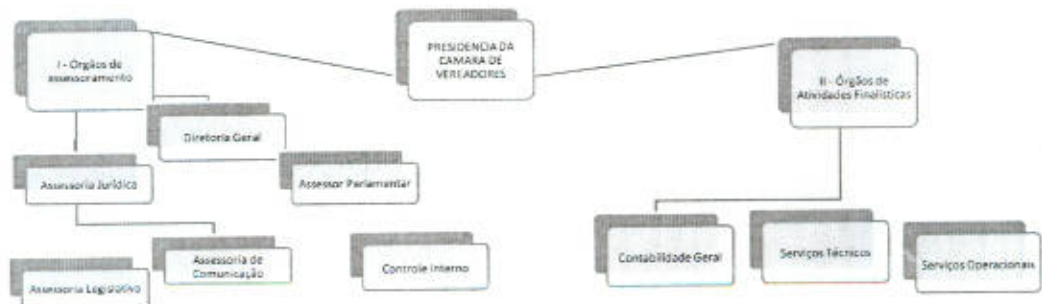 PRESIDENCIA DA
CAMARA DE
VEREADORES
I - Órgãos de
assessoramento
II - Órgãos de
Atividades Finalísticas
Diretoria Geral
Assessoria Jurídica
Assessor Parlamentar
Assessoria de
Comunicação
Controle Interno
Assessoria Legislativo
Contabilidade Geral
Serviços Técnicos
Serviços Operacionais